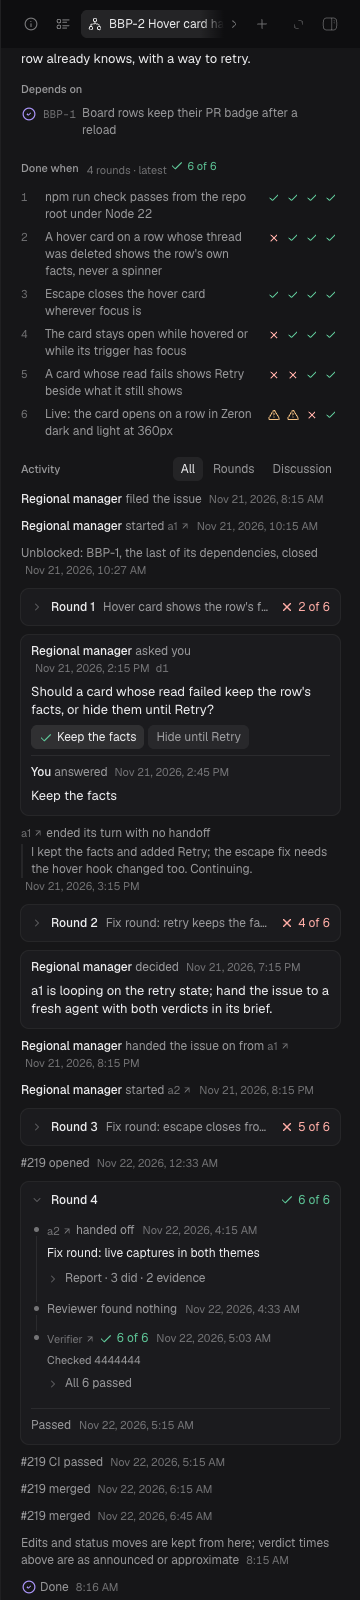 BBP-2 Hover card ha
row already knows, with a way to retry.
Depends on
BBP-1 Board rows keep their PR badge after a
reload
Done when 4 rounds · latest 6 of 6
1 npm run check passes from the repo
root under Node 22
2 A hover card on a row whose thread
was deleted shows the row's own
facts, never a spinner
3 Escape closes the hover card
wherever focus is
4 The card stays open while hovered or
while its trigger has focus
5 A card whose read fails shows Retry
beside what it still shows
6 Live: the card opens on a row in Zeron
dark and light at 360px
Activity All Rounds Discussion
Regional manager filed the issue Nov 21, 2026, 8:15 AM
Regional manager started a1 ↗ Nov 21, 2026, 10:15 AM
Unblocked: BBP-1, the last of its dependencies, closed
Nov 21, 2026, 10:27 AM
Round 1 Hover card shows the row's f... 2 of 6
Regional manager asked you
Nov 21, 2026, 2:15 PM d1
Should a card whose read failed keep the row's
facts, or hide them until Retry?
Keep the facts Hide until Retry
You answered Nov 21, 2026, 2:45 PM
Keep the facts
a1 ↗ ended its turn with no handoff
I kept the facts and added Retry; the escape fix needs
the hover hook changed too. Continuing.
Nov 21, 2026, 3:15 PM
Round 2 Fix round: retry keeps the fa... 4 of 6
Regional manager decided Nov 21, 2026, 7:15 PM
a1 is looping on the retry state; hand the issue to a
fresh agent with both verdicts in its brief.
Regional manager handed the issue on from a1 ↗
Nov 21, 2026, 8:15 PM
Regional manager started a2 ↗ Nov 21, 2026, 8:15 PM
Round 3 Fix round: escape closes fro... 5 of 6
#219 opened Nov 22, 2026, 12:33 AM
Round 4 6 of 6
a2 ↗ handed off Nov 22, 2026, 4:15 AM
Fix round: live captures in both themes
Report · 3 did · 2 evidence
Reviewer found nothing Nov 22, 2026, 4:33 AM
Verifier ↗ 6 of 6 Nov 22, 2026, 5:03 AM
Checked 4444444
All 6 passed
Passed Nov 22, 2026, 5:15 AM
#219 CI passed Nov 22, 2026, 5:15 AM
#219 merged Nov 22, 2026, 6:15 AM
#219 merged Nov 22, 2026, 6:45 AM
Edits and status moves are kept from here; verdict times
above are as announced or approximate 8:15 AM
Done 8:16 AM